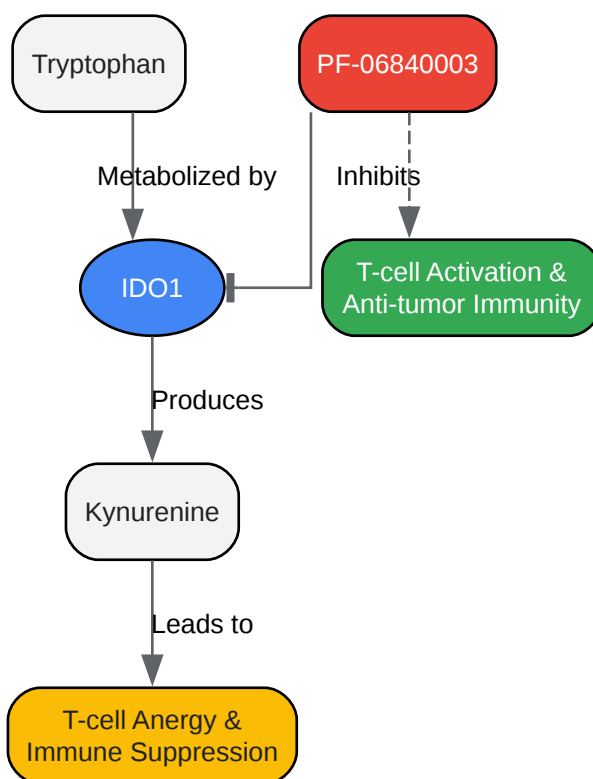 Tryptophan
PF-06840003
Metabolized by
Inhibits
IDO1
T-cell Activation &
Anti-tumor Immunity
Produces
Kynurenine
Leads to
T-cell Anergy &
Immune Suppression